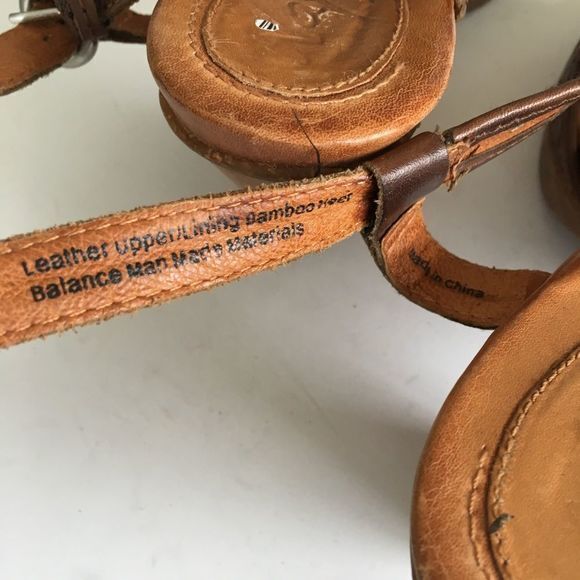 Leather Upper/Lining Bamboo Heel
Balance Man Made Materials
Made in China